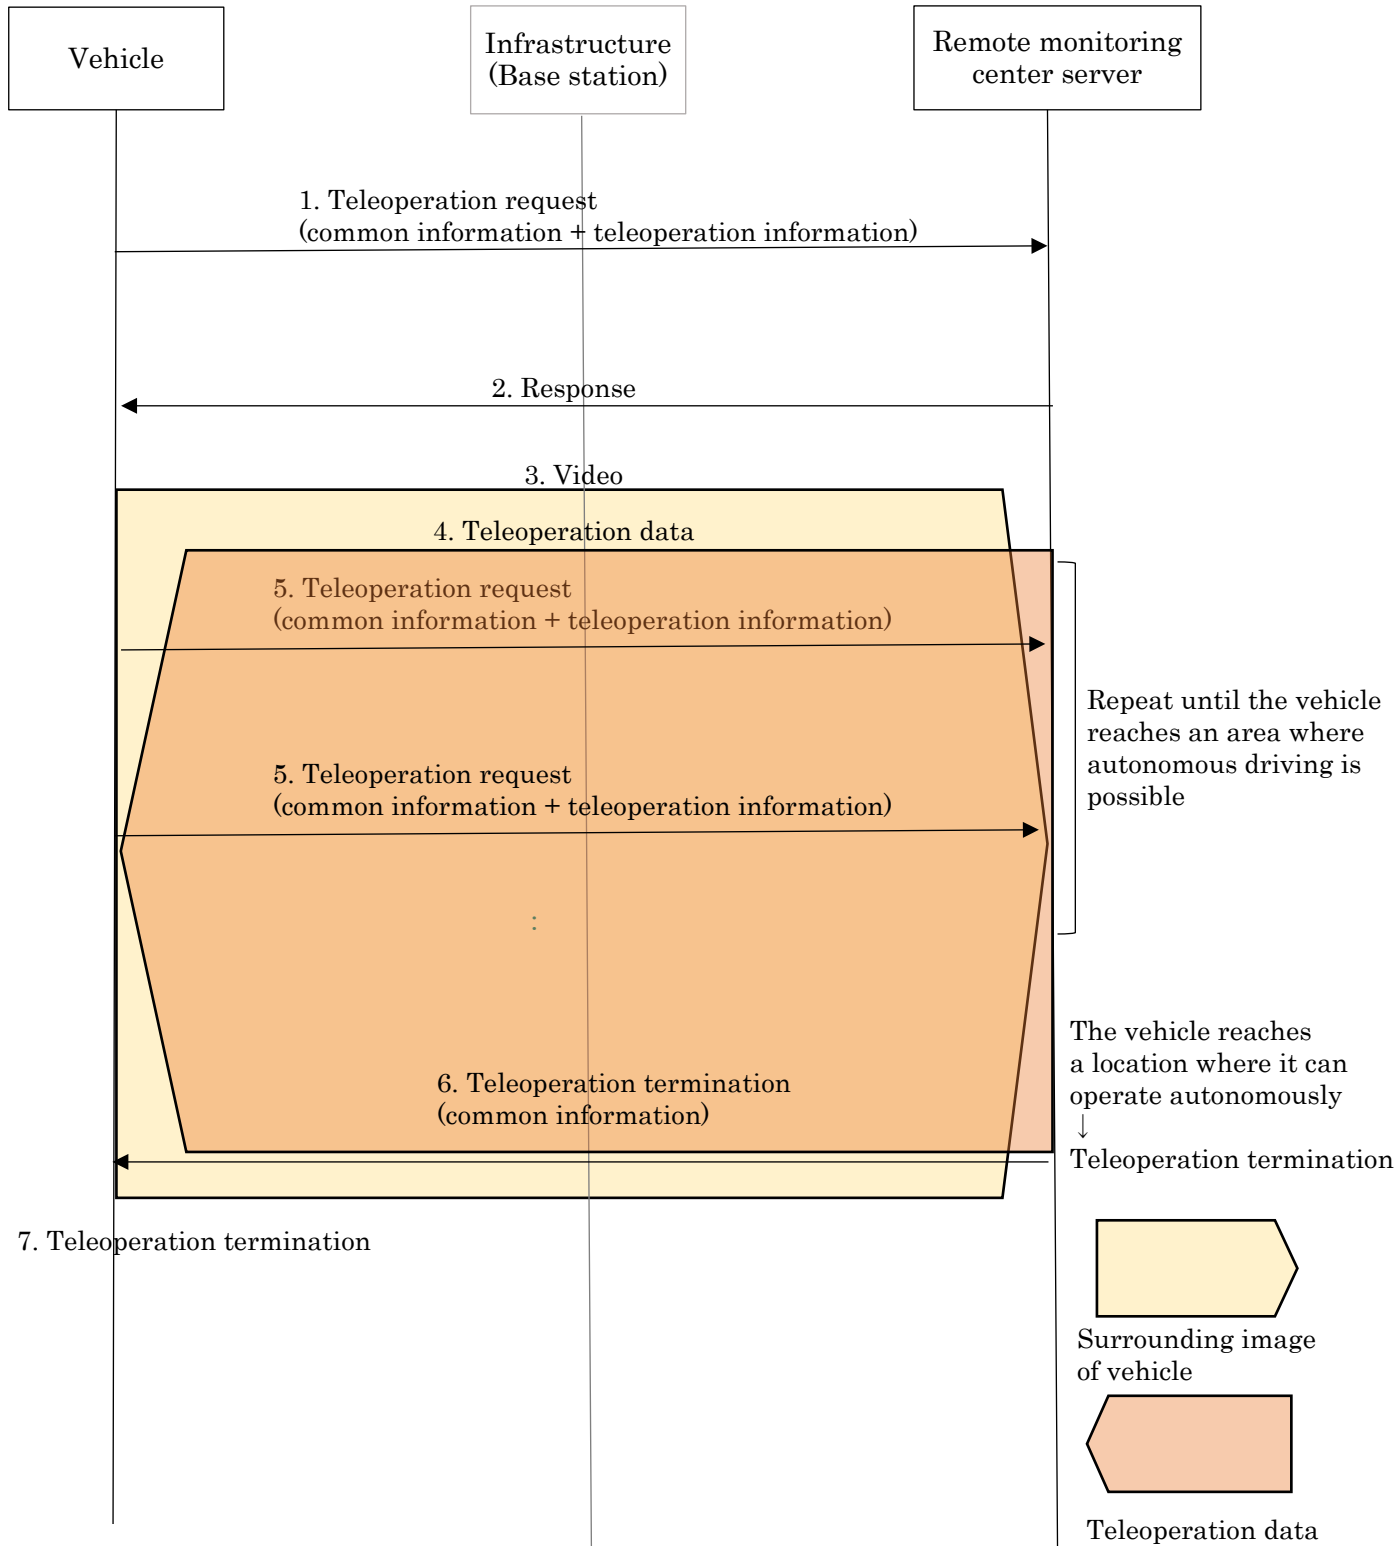 Vehicle
Infrastructure
(Base station)
Remote monitoring
center server
1. Teleoperation request
(common information + teleoperation information)
2. Response
3. Video
4. Teleoperation data
5. Teleoperation request
(common information + teleoperation information)
Repeat until the vehicle
reaches an area where
autonomous driving is
possible
5. Teleoperation request
(common information + teleoperation information)
:
The vehicle reaches
a location where it can
operate autonomously
↓
Teleoperation termination
6. Teleoperation termination
(common information)
7. Teleoperation termination
Surrounding image
of vehicle
Teleoperation data